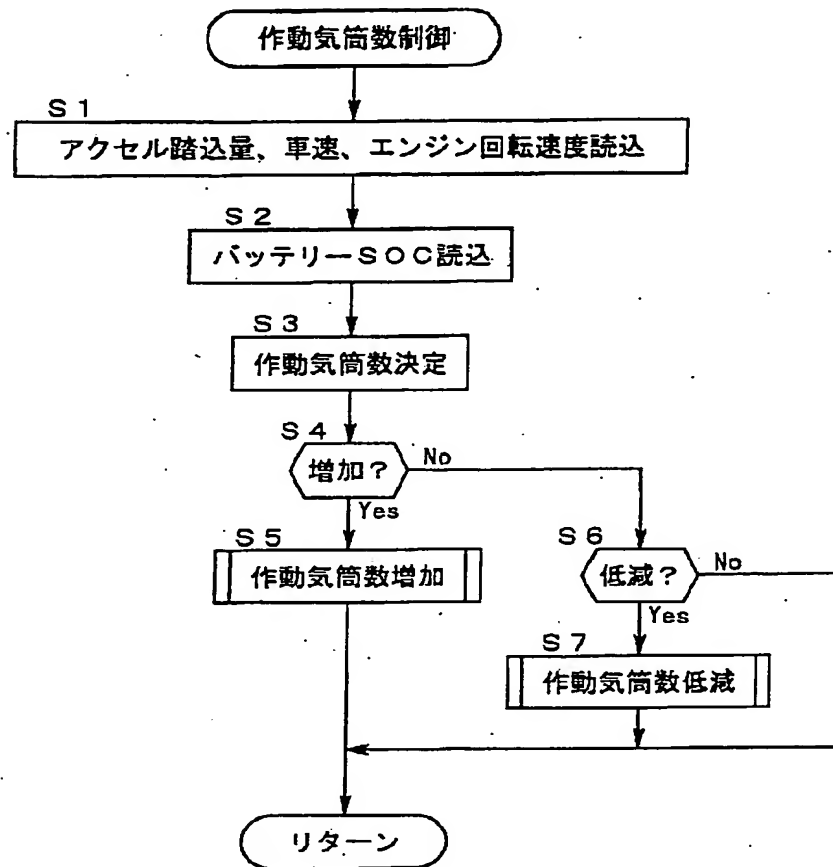 作動気筒数制御
S1
アクセル踏込量、車速、エンジン回転速度読込
S2
バッテリーSOC読込
S3
作動気筒数決定
S4
増加？
No
Yes
S5
作動気筒数増加
S6
低減？
No
Yes
S7
作動気筒数低減
リターン